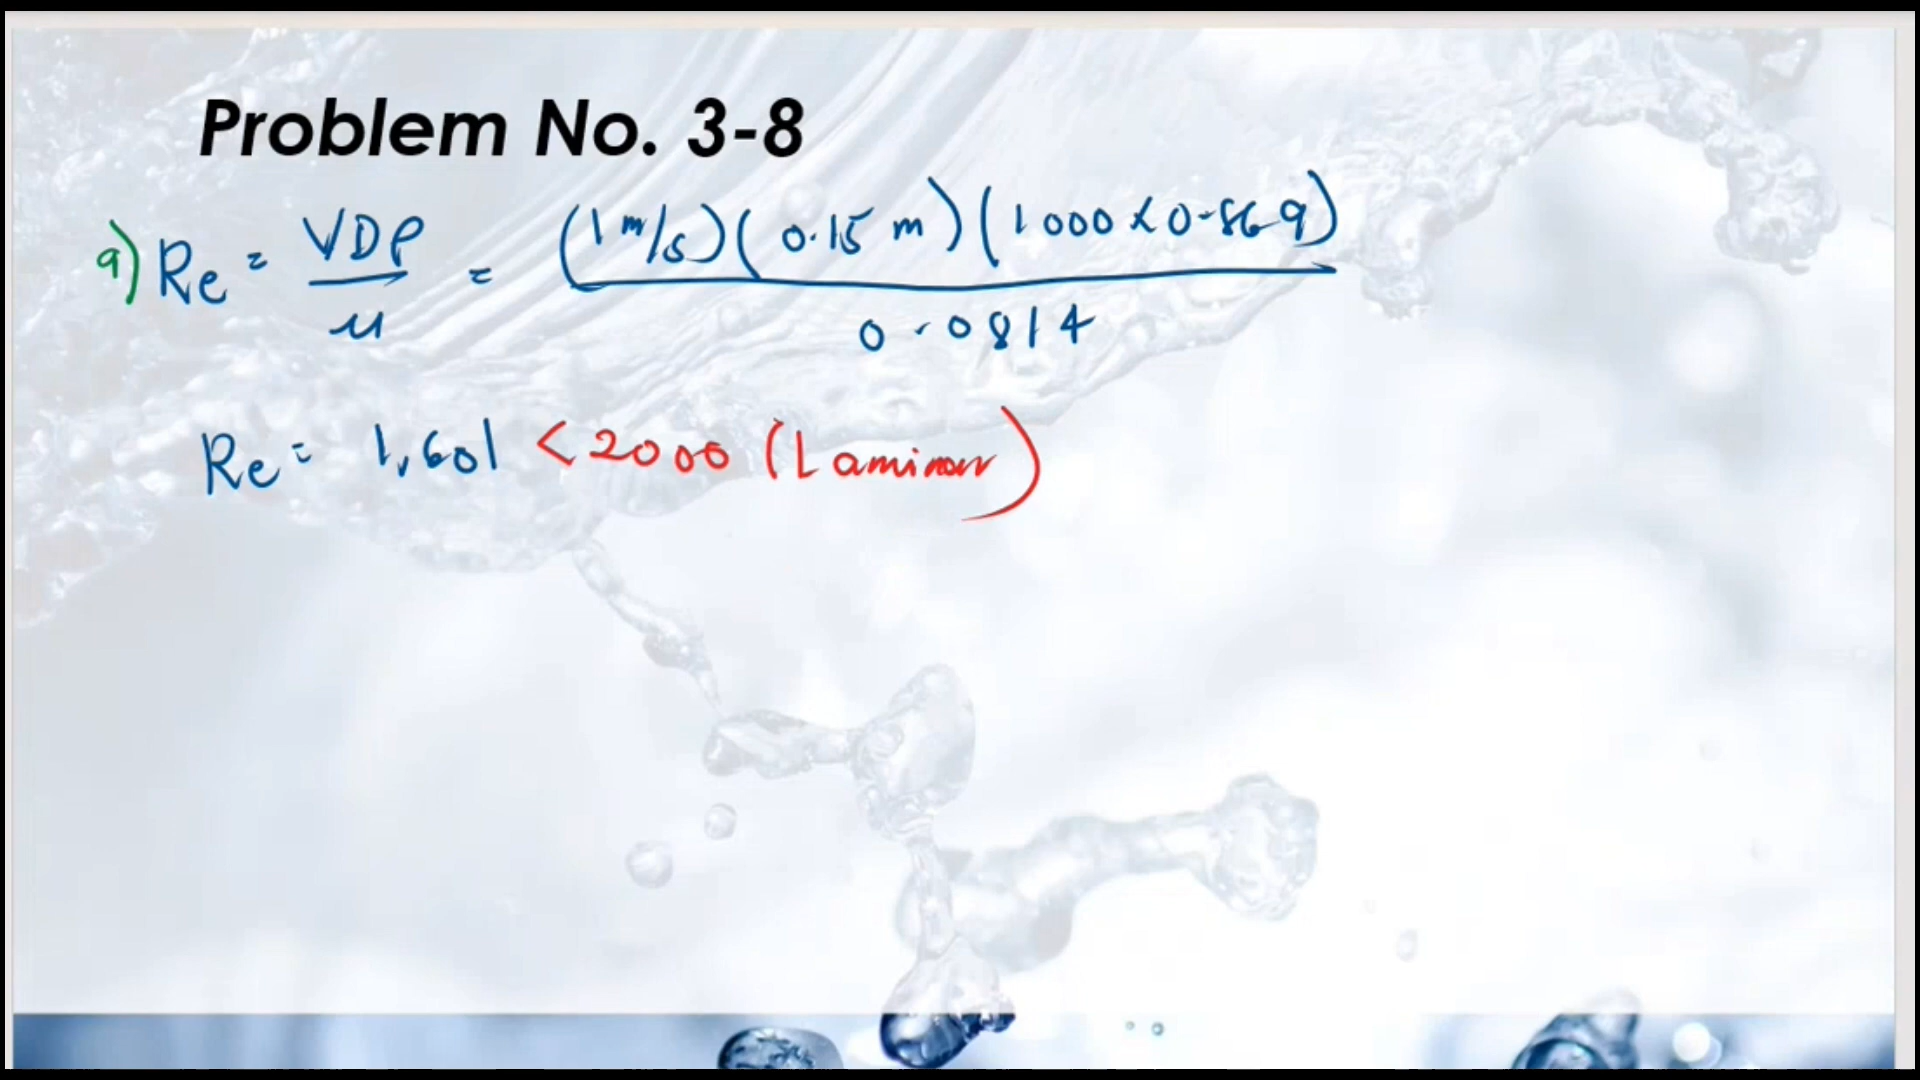 Problem No. 3-8
a) Re = VDρ / μ = (1 m/s)(0.15 m)(1000 x 0.869) / 0.0814
Re = 1,601 < 2000 (Laminar)